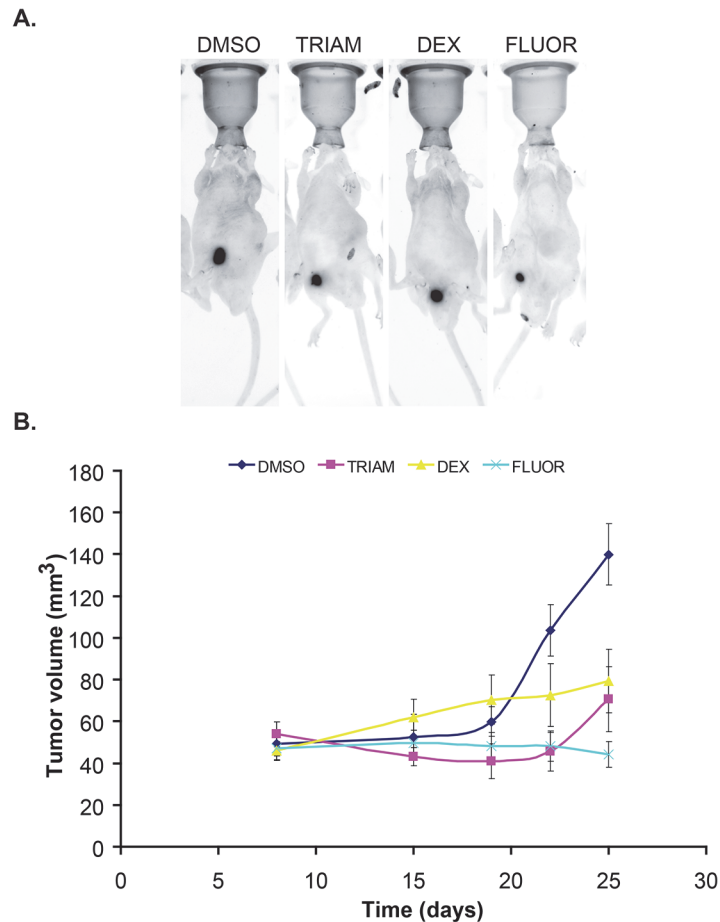 A.
DMSO TRIAM DEX FLUOR
B.
DMSO TRIAM DEX FLUOR
180
160
140
120
100
80
60
40
20
0
Tumor volume (mm3)
0 5 10 15 20 25 30
Time (days)